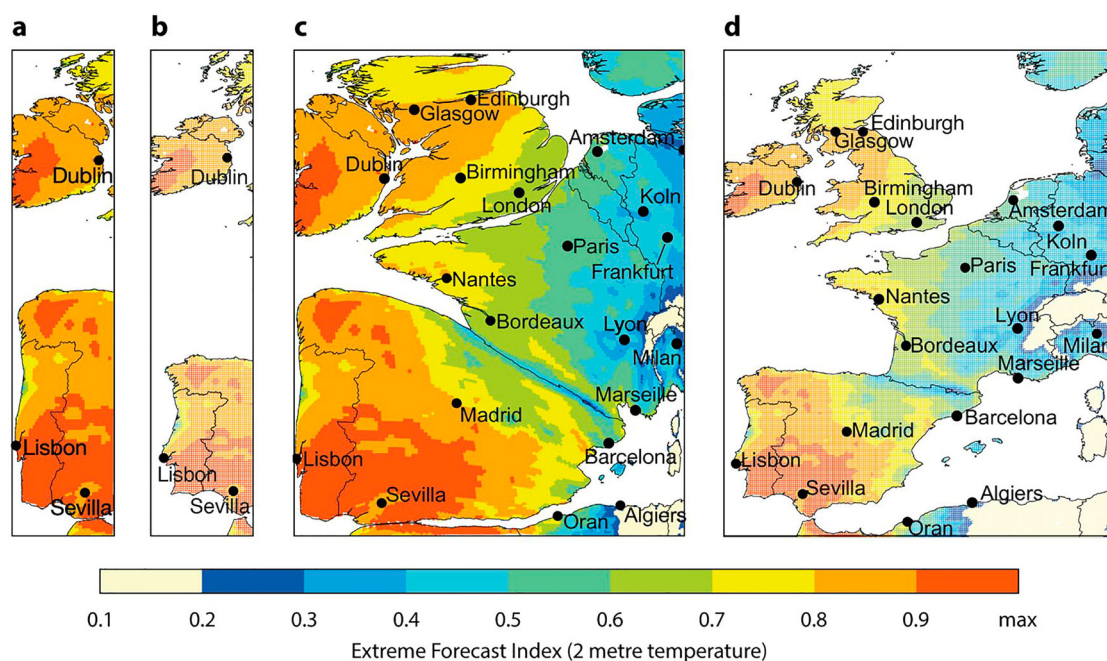 a
b
c
d
Dublin
Lisbon
Sevilla
Dublin
Lisbon
Sevilla
Edinburgh
Glasgow
Amsterdam
Dublin
Birmingham
London
Koln
Paris
Frankfurt
Nantes
Bordeaux
Lyon
Milan
Marseille
Madrid
Barcelona
Lisbon
Sevilla
Oran
Algiers
Edinburgh
Glasgow
Dublin
Birmingham
London
Amsterdam
Koln
Paris
Frankfurt
Nantes
Lyon
Milan
Bordeaux
Marseille
Barcelona
Madrid
Lisbon
Sevilla
Algiers
Oran
0.1 0.2 0.3 0.4 0.5 0.6 0.7 0.8 0.9 max
Extreme Forecast Index (2 metre temperature)